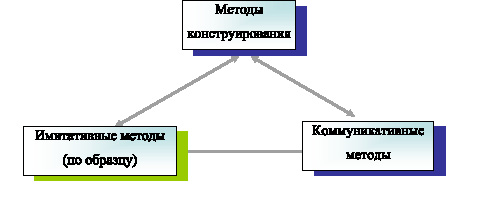 Методы
конструирования
Имитативные методы
(по образцу)
Коммуникативные
методы